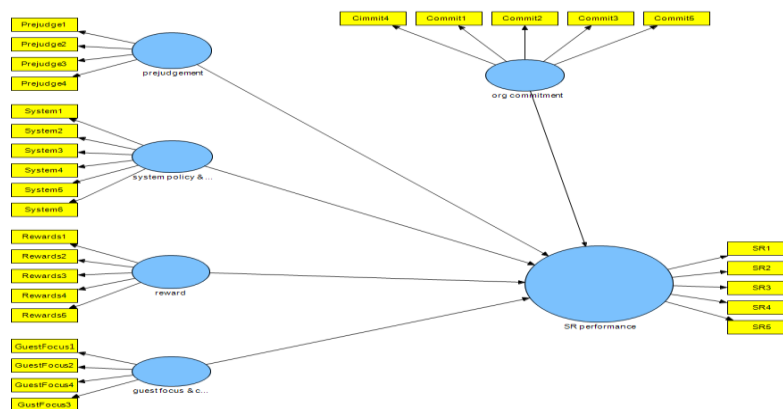 Prejudge1
Prejudge2
Prejudge3
Prejudge4
prejudgement
Cimmit4
Commit1
Commit2
Commit3
Commit5
org commitment
System1
System2
System3
System4
System5
System6
system policy &...
Rewards1
Rewards2
Rewards3
Rewards4
Rewards5
reward
GuestFocus1
GuestFocus2
GuestFocus4
GustFocus3
guest focus & c...
SR1
SR2
SR3
SR4
SR5
SR performance